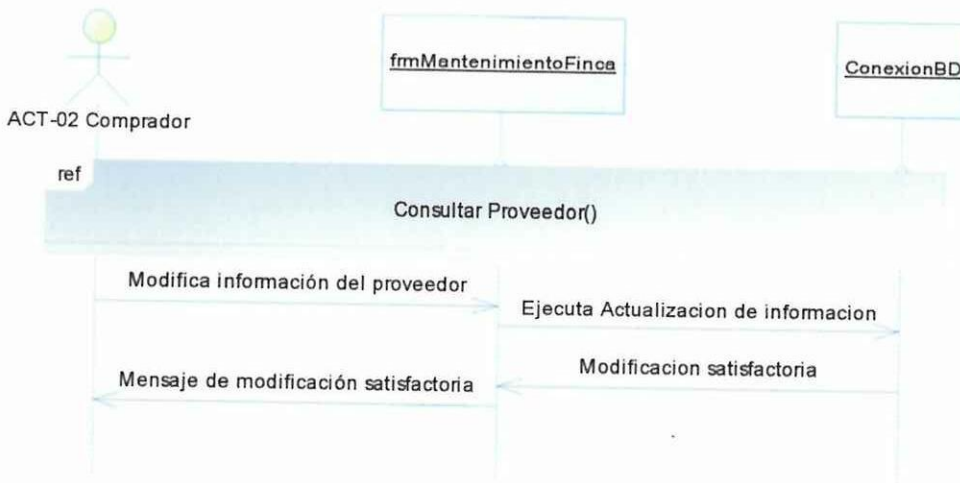 frmMantenimientoFinca
ConexionBD
ACT-02 Comprador
ref
Consultar Proveedor()
Modifica información del proveedor
Ejecuta Actualizacion de informacion
Modificacion satisfactoria
Mensaje de modificación satisfactoria